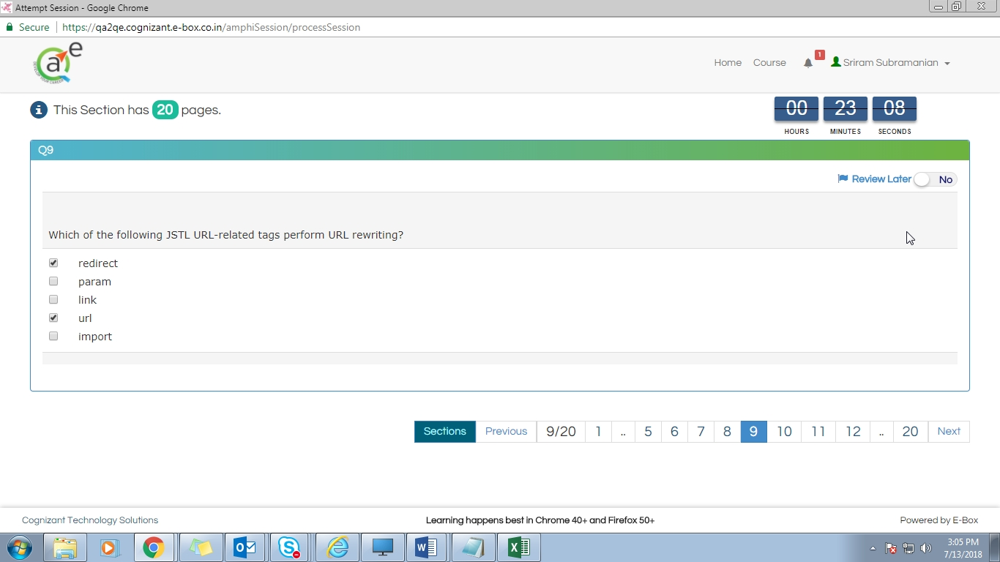 Attempt Session - Google Chrome
Secure https://qa2qe.cognizant.e-box.co.in/amphiSession/processSession
a e
Home Course 1 Sriram Subramanian
This Section has 20 pages.
00 23 08
HOURS MINUTES SECONDS
Q9
Review Later No
Which of the following JSTL URL-related tags perform URL rewriting?
redirect
param
link
url
import
Sections Previous 9/20 1 .. 5 6 7 8 9 10 11 12 .. 20 Next
Cognizant Technology Solutions Learning happens best in Chrome 40+ and Firefox 50+ Powered by E-Box
3:05 PM
7/13/2018